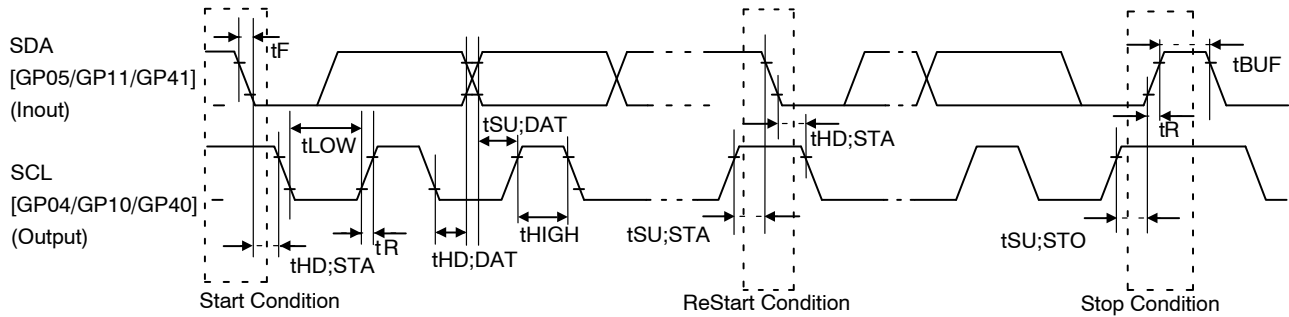 SDA
[GP05/GP11/GP41]
(Inout)
tF
tBUF
tSU;DAT
tLOW
tHD;STA
tR
SCL
[GP04/GP10/GP40]
(Output)
tHD;STA
tR
tHD;DAT
tHIGH
tSU;STA
tSU;STO
Start Condition
ReStart Condition
Stop Condition